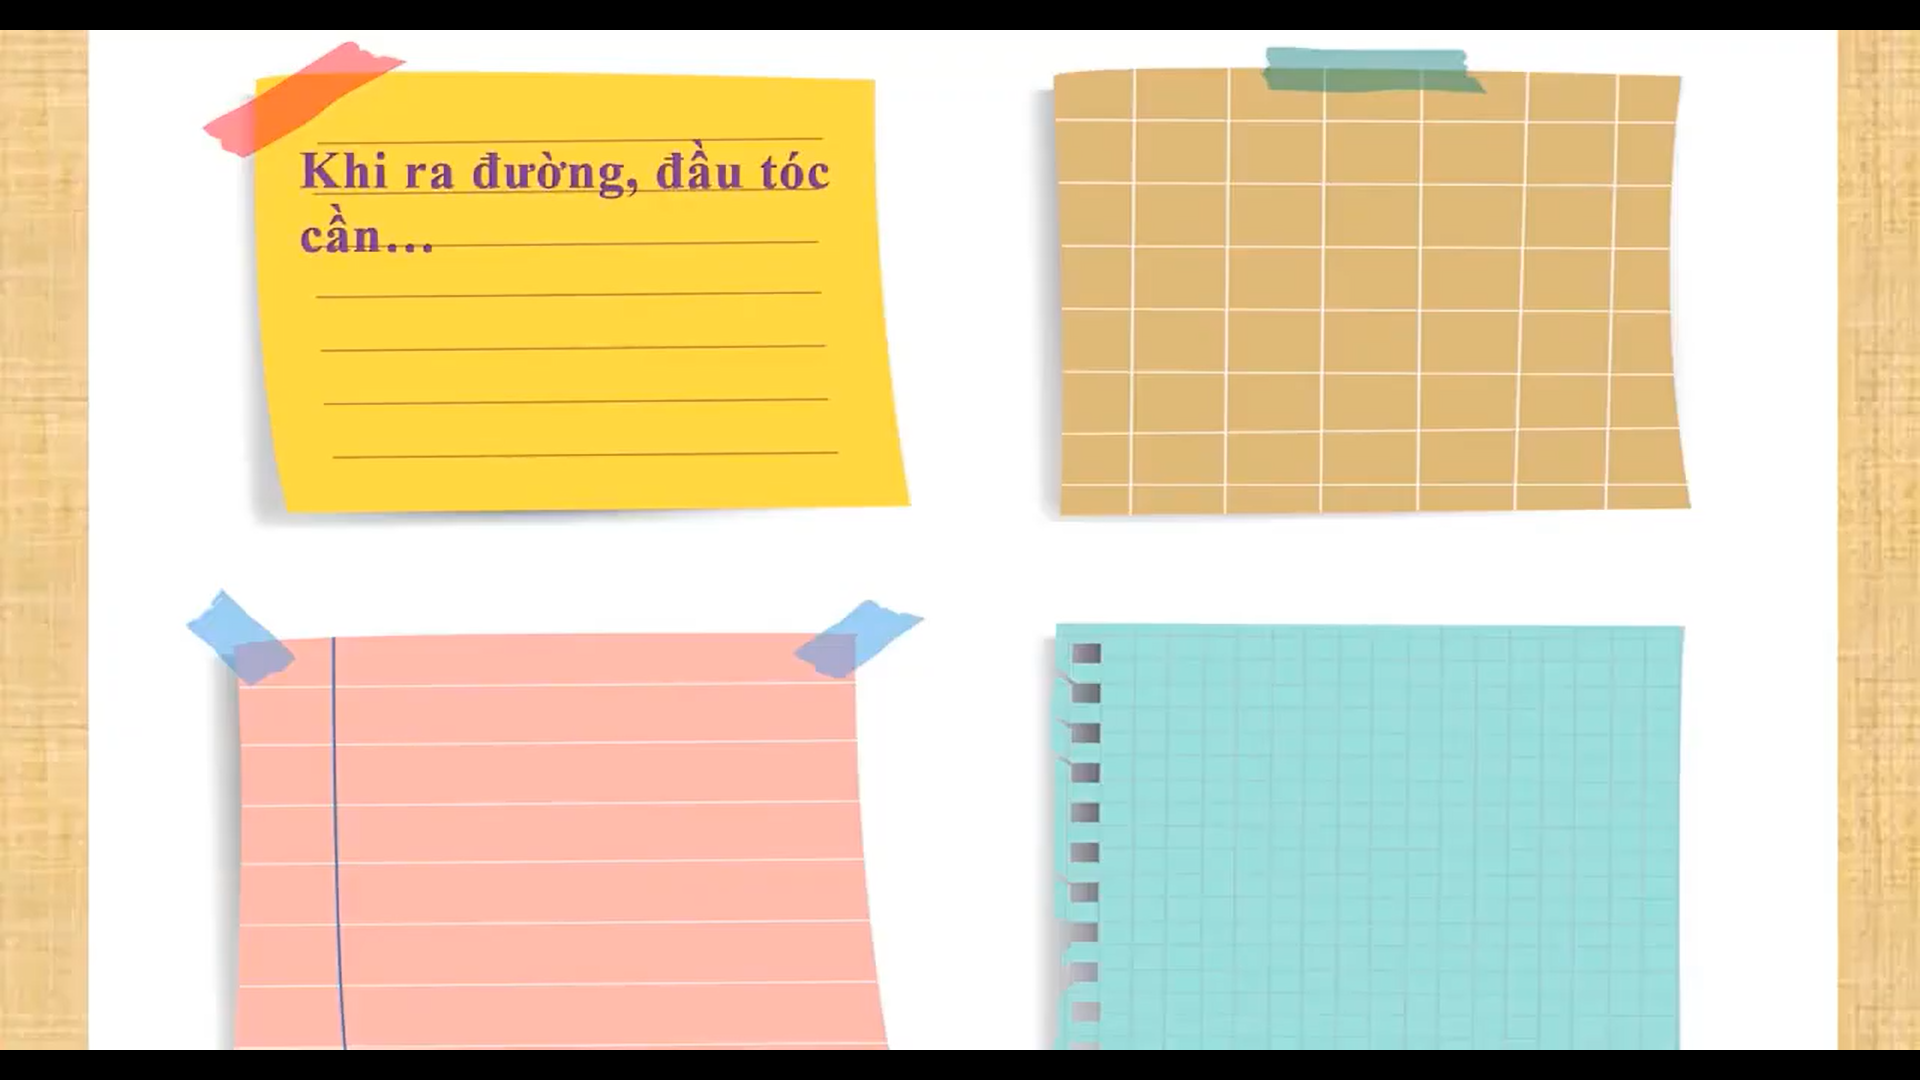 Khi ra đường, đầu tóc
cần...